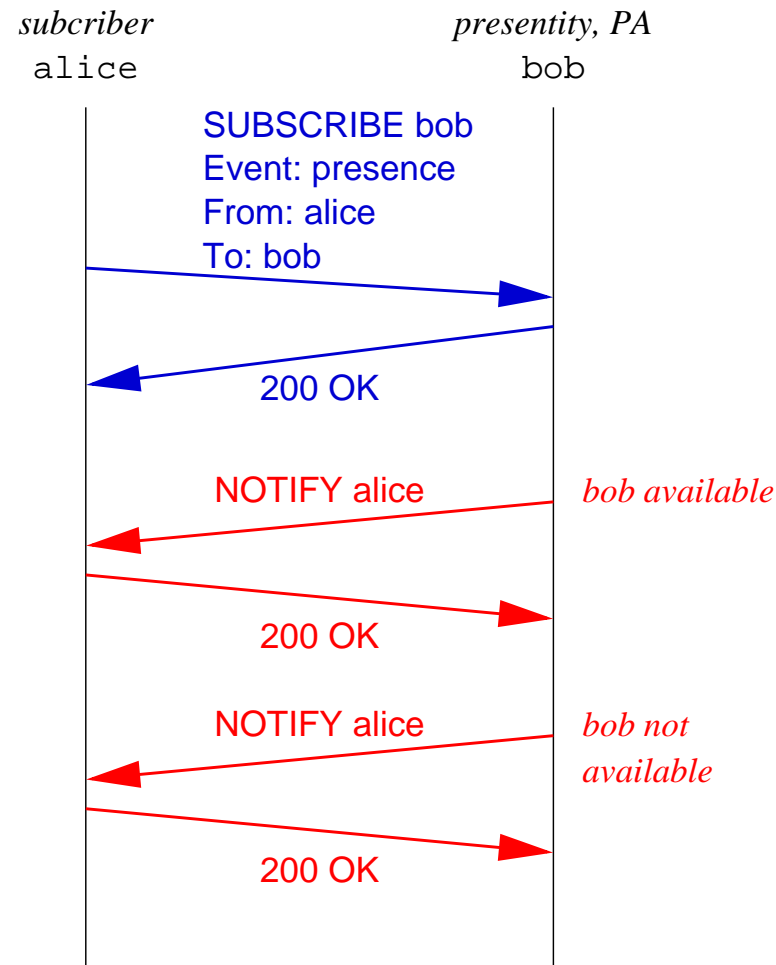 subcriber
presentity, PA
alice
bob
SUBSCRIBE bob
Event: presence
From: alice
To: bob
200 OK
NOTIFY alice
bob available
200 OK
NOTIFY alice
bob not
available
200 OK